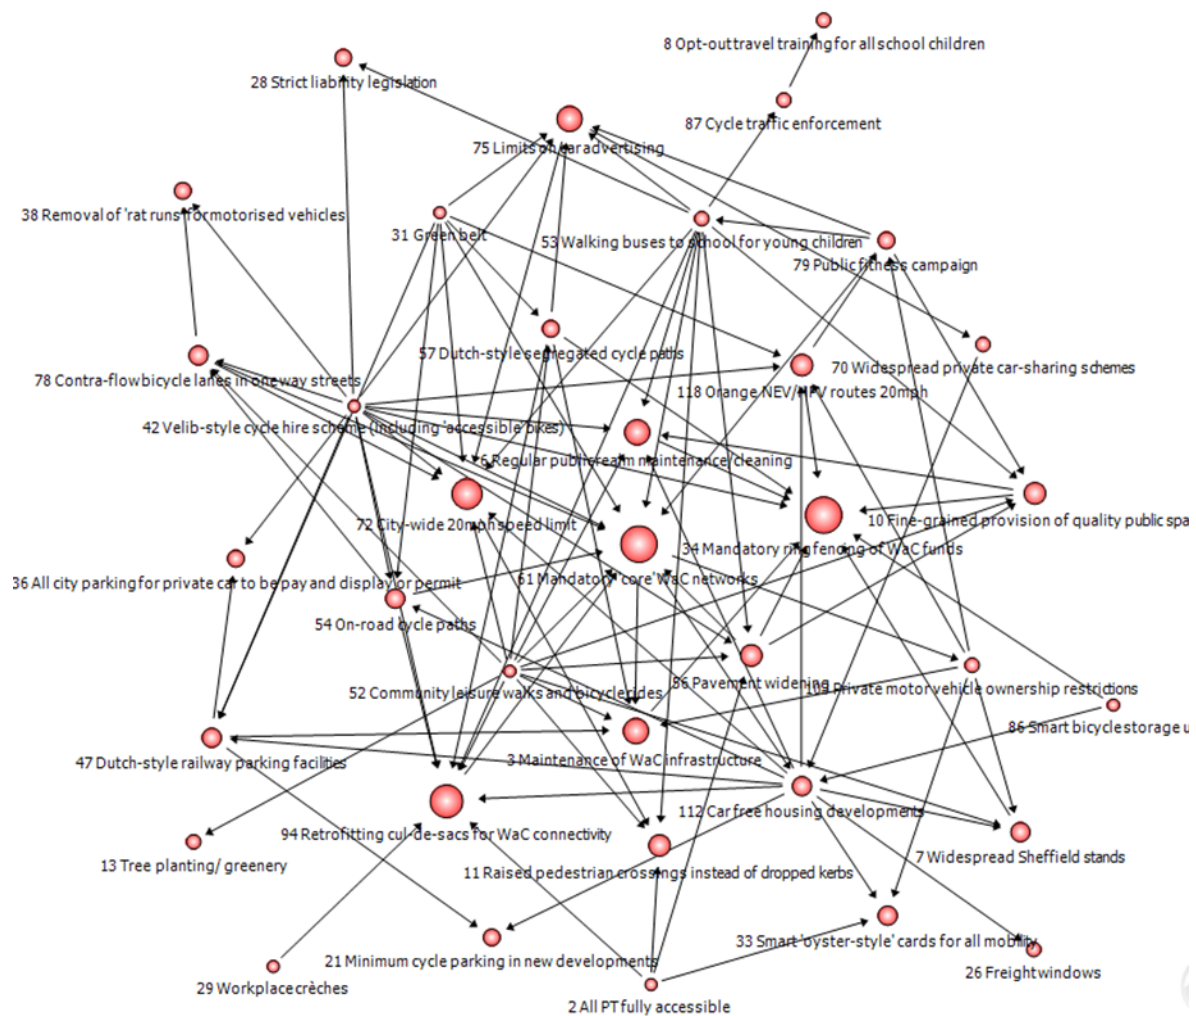 8 Opt-out travel training for all school children
28 Strict liability legislation
87 Cycle traffic enforcement
75 Limits on car advertising
38 Removal of 'rat runs' for motorised vehicles
31 Green belt
53 Walking buses to school for young children
79 Public fitness campaign
57 Dutch-style segregated cycle paths
70 Widespread private car-sharing schemes
78 Contra-flow bicycle lanes in one way streets
118 Orange NEV/HPV routes 20mph
42 Velib-style cycle hire scheme (including 'accessible' bikes)
6 Regular public realm maintenance/cleaning
72 City-wide 20mph speed limit
10 Fine-grained provision of quality public spa
34 Mandatory ring fencing of WaC funds
36 All city parking for private car to be pay and display or permit
61 Mandatory 'core' WaC networks
54 On-road cycle paths
52 Community leisure walks and bicycle rides
56 Pavement widening
105 Private motor vehicle ownership restrictions
86 Smart bicycle storage u
47 Dutch-style railway parking facilities
3 Maintenance of WaC infrastructure
112 Car free housing developments
94 Retrofitting cul-de-sacs for WaC connectivity
7 Widespread Sheffield stands
13 Tree planting/ greenery
11 Raised pedestrian crossings instead of dropped kerbs
33 Smart 'oyster-style' cards for all mobility
21 Minimum cycle parking in new developments
26 Freight windows
29 Workplace crèches
2 All PT fully accessible